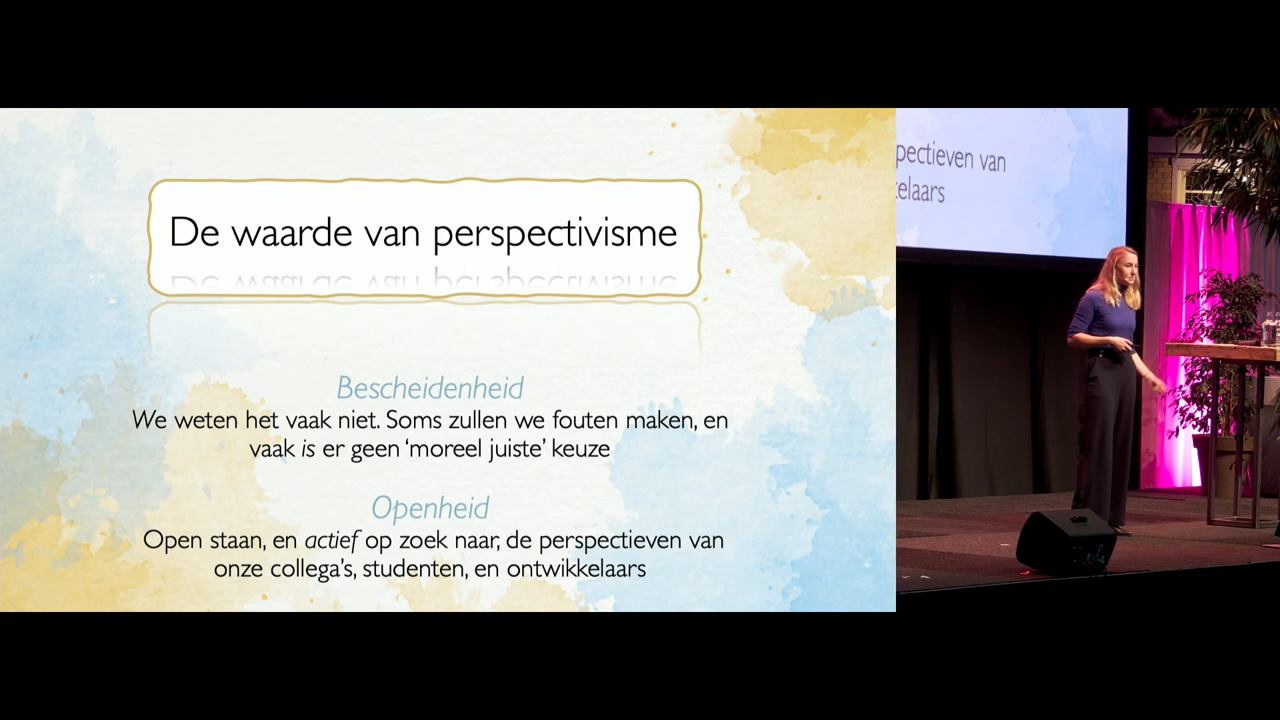 De waarde van perspectivisme
Bescheidenheid
We weten het vaak niet. Soms zullen we fouten maken, en
vaak is er geen ‘moreel juiste’ keuze
Openheid
Open staan, en actief op zoek naar, de perspectieven van
onze collega’s, studenten, en ontwikkelaars
pectieven van
kelaars